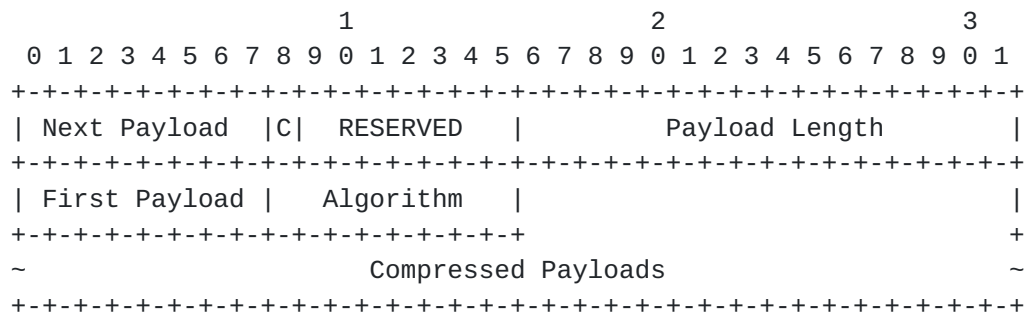 1                   2                   3
 0 1 2 3 4 5 6 7 8 9 0 1 2 3 4 5 6 7 8 9 0 1 2 3 4 5 6 7 8 9 0 1
+-+-+-+-+-+-+-+-+-+-+-+-+-+-+-+-+-+-+-+-+-+-+-+-+-+-+-+-+-+-+-+-+
| Next Payload  |C|  RESERVED   |         Payload Length        |
+-+-+-+-+-+-+-+-+-+-+-+-+-+-+-+-+-+-+-+-+-+-+-+-+-+-+-+-+-+-+-+-+
| First Payload |   Algorithm   |                               |
+-+-+-+-+-+-+-+-+-+-+-+-+-+-+-+-+                               +
~                      Compressed Payloads                      ~
+-+-+-+-+-+-+-+-+-+-+-+-+-+-+-+-+-+-+-+-+-+-+-+-+-+-+-+-+-+-+-+-+